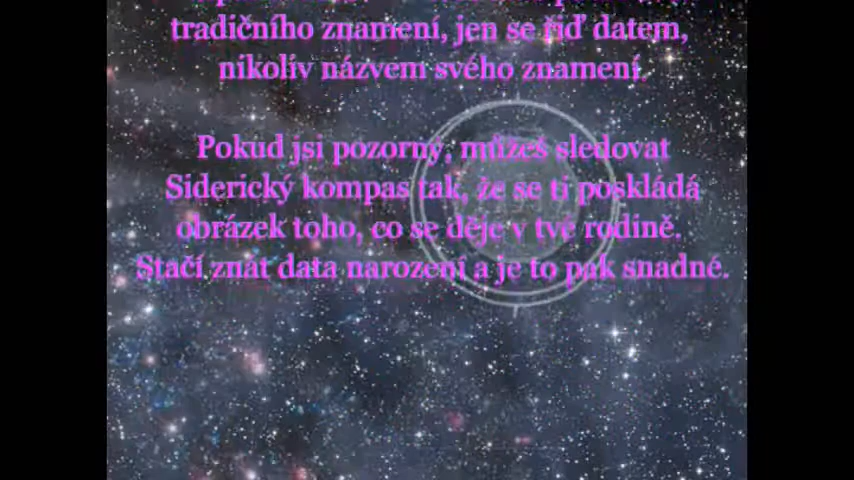 tradičního znamení, jen se řiď datem,
nikoliv názvem svého znamení.
Pokud jsi pozorný, můžeš sledovat
Siderický kompas tak, že se ti poskládá
obrázek toho, co se děje v tvé rodině.
Stačí znát data narození a je to pak snadné.